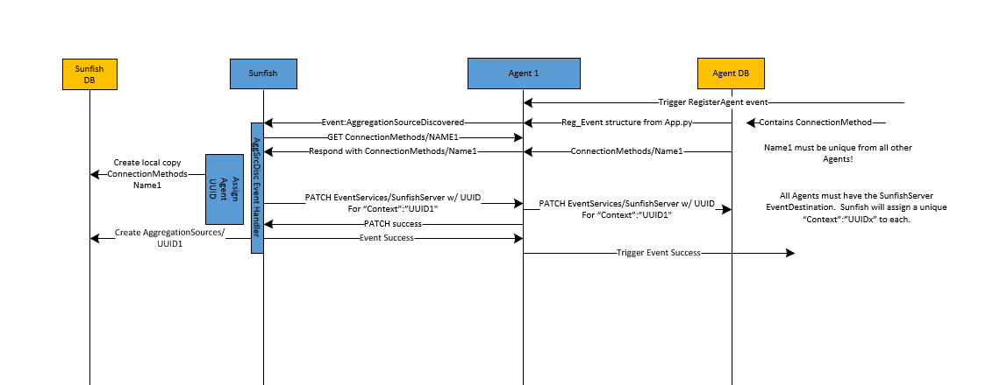 Sunfish
DB
Sunfish
Agent 1
Agent DB
Trigger RegisterAgent event
Event:AggregationSourceDiscovered
Reg_Event structure from App.py
Contains ConnectionMethod
GET ConnectionMethods/NAME1
Respond with ConnectionMethods/Name1
ConnectionMethods/Name1
Name1 must be unique from all other
Agents!
AggSrcDisc Event Handler
Assign
Agent
UUID
Create local copy
ConnectionMethods
Name1
PATCH EventServices/SunfishServer w/ UUID
For “Context”:”UUID1"
PATCH EventServices/SunfishServer w/ UUID
For “Context”:”UUID1"
All Agents must have the SunfishServer
EventDestination.  Sunfish will assign a unique
“Context”:”UUIDx” to each.
PATCH success
Create AggregationSources/
UUID1
Event Success
Trigger Event Success